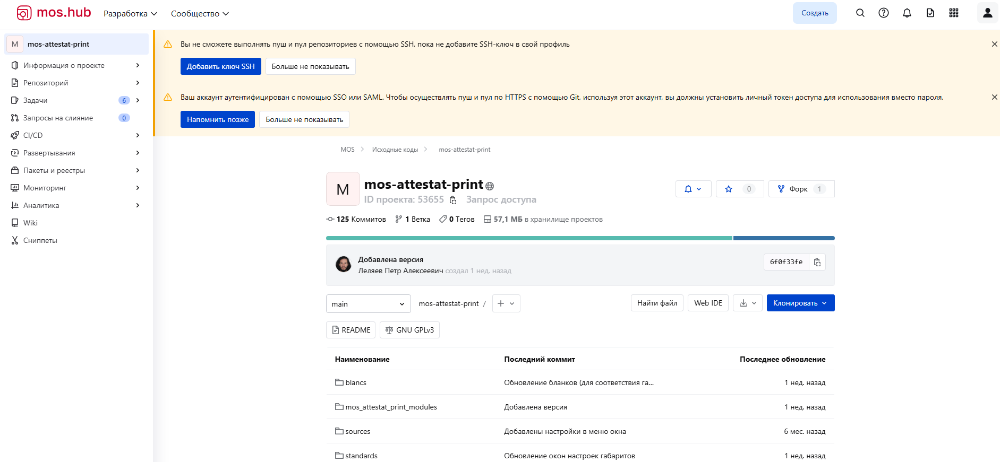 mos.hub Разработка Сообщество Создать
M mos-attestat-print
Информация о проекте
Репозиторий
Задачи 6
Запросы на слияние 0
CI/CD
Развертывания
Пакеты и реестры
Мониторинг
Аналитика
Wiki
Сниппеты
Вы не сможете выполнять пуш и пул репозиториев с помощью SSH, пока не добавите SSH-ключ в свой профиль
Добавить ключ SSH Больше не показывать
Ваш аккаунт аутентифицирован с помощью SSO или SAML. Чтобы осуществлять пуш и пул по HTTPS с помощью Git, используя этот аккаунт, вы должны установить личный токен доступа для использования вместо пароля.
Напомнить позже Больше не показывать
MOS Исходные коды mos-attestat-print
M mos-attestat-print
ID проекта: 53655 Запрос доступа
0 Форк 1
125 Коммитов 1 Ветка 0 Тегов 57,1 МБ в хранилище проектов
Добавлена версия
Леляев Петр Алексеевич создал 1 нед. назад
6f0f33fe
main mos-attestat-print / Найти файл Web IDE Клонировать
README GNU GPLv3
Наименование Последний коммит Последнее обновление
blancs Обновление бланков (для соответствия га... 1 нед. назад
mos_attestat_print_modules Добавлена версия 1 нед. назад
sources Добавлены настройки в меню окна 6 мес. назад
standards Обновление окон настроек габаритов 1 нед. назад